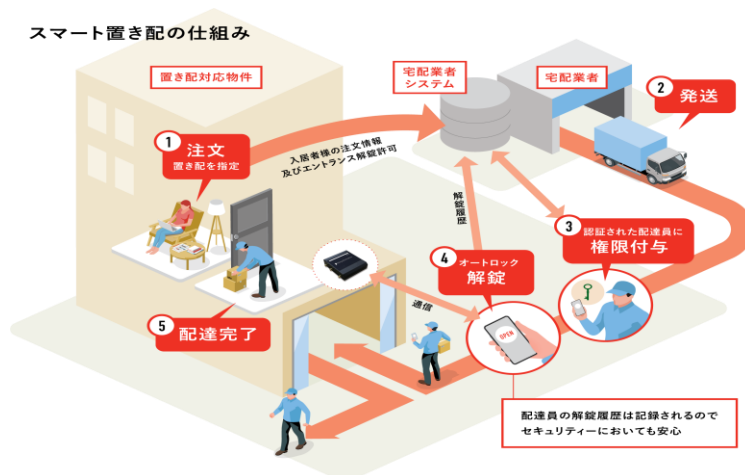 スマート置き配の仕組み
置き配対応物件
宅配業者
システム
宅配業者
2 発送
1 注文
置き配を指定
入居者様の注文情報
及びエントランス解錠許可
解錠履歴
3 認証された配達員に
権限付与
4 オートロック
解錠
通信
OPEN
5 配達完了
配達員の解錠履歴は記録されるので
セキュリティーにおいても安心